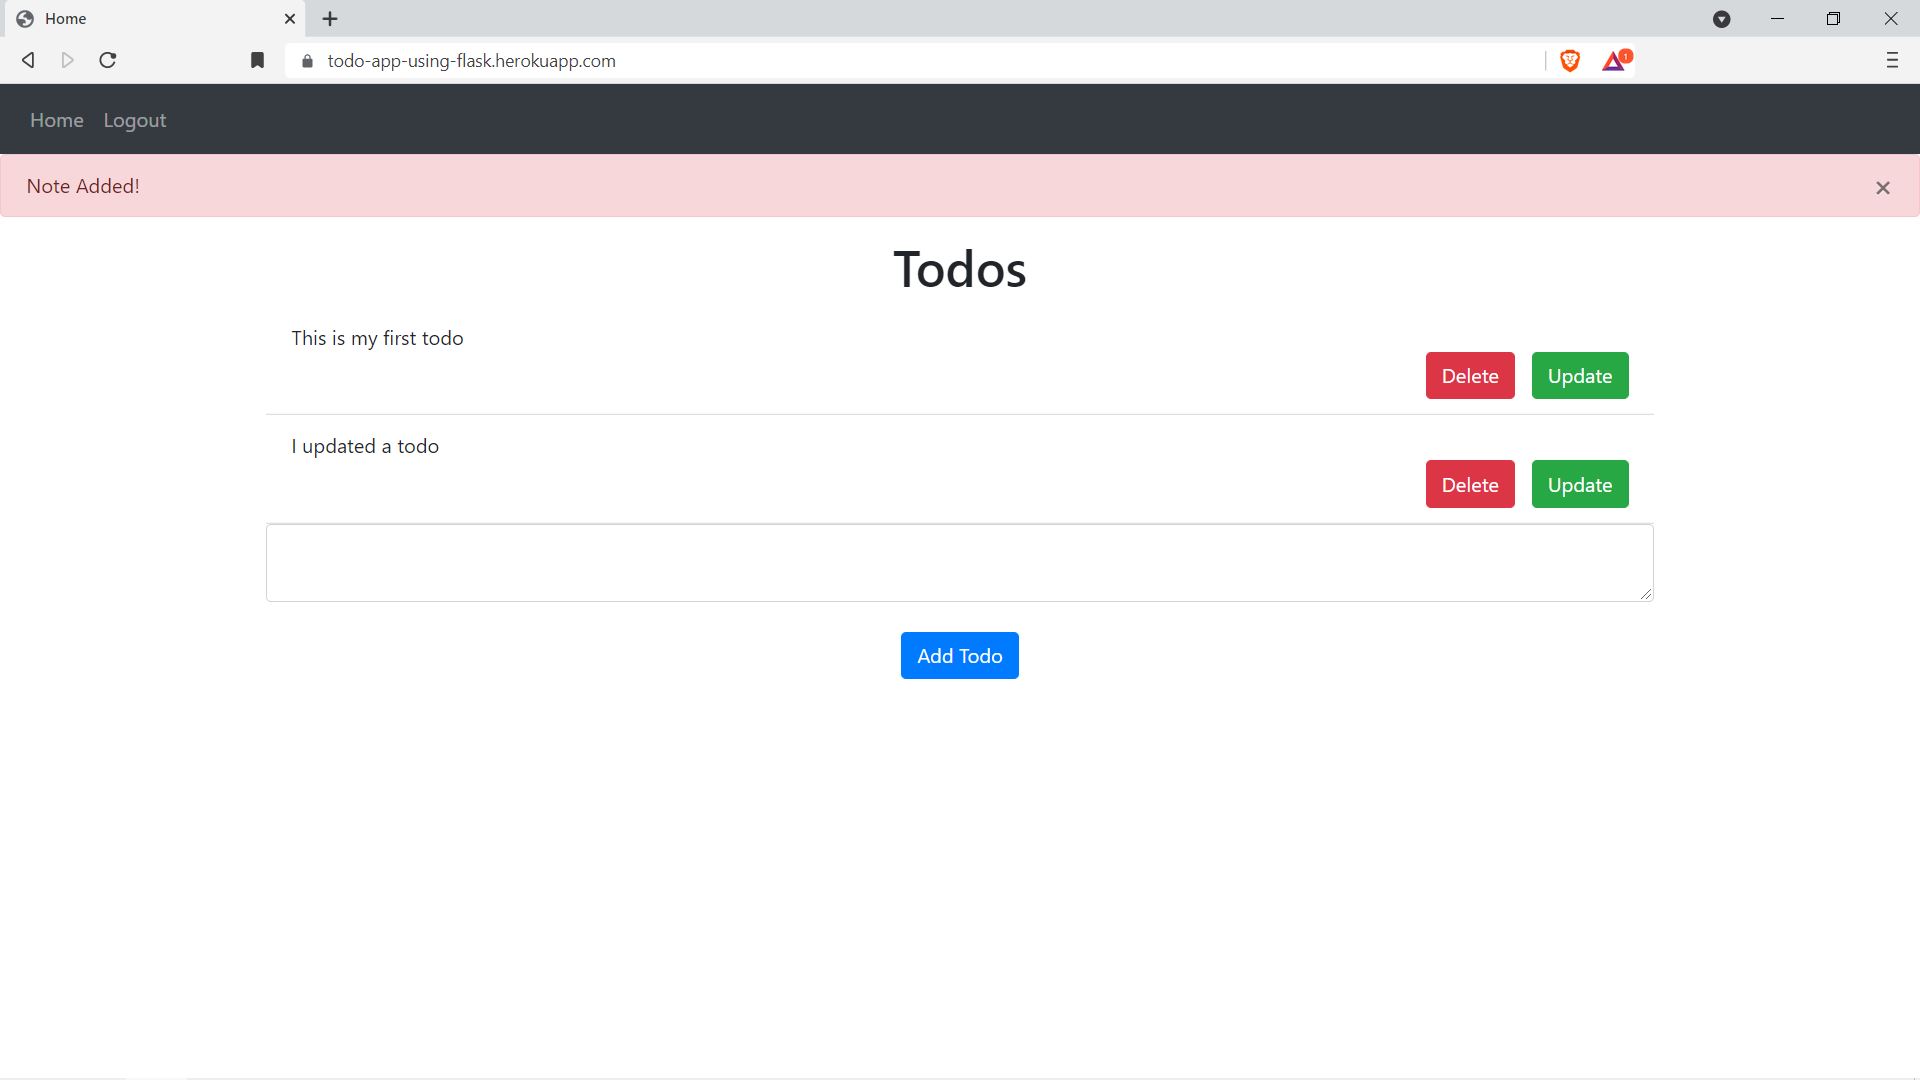 Home
todo-app-using-flask.herokuapp.com
1
Home Logout
Note Added!
×
Todos
This is my first todo
Delete Update
I updated a todo
Delete Update
Add Todo